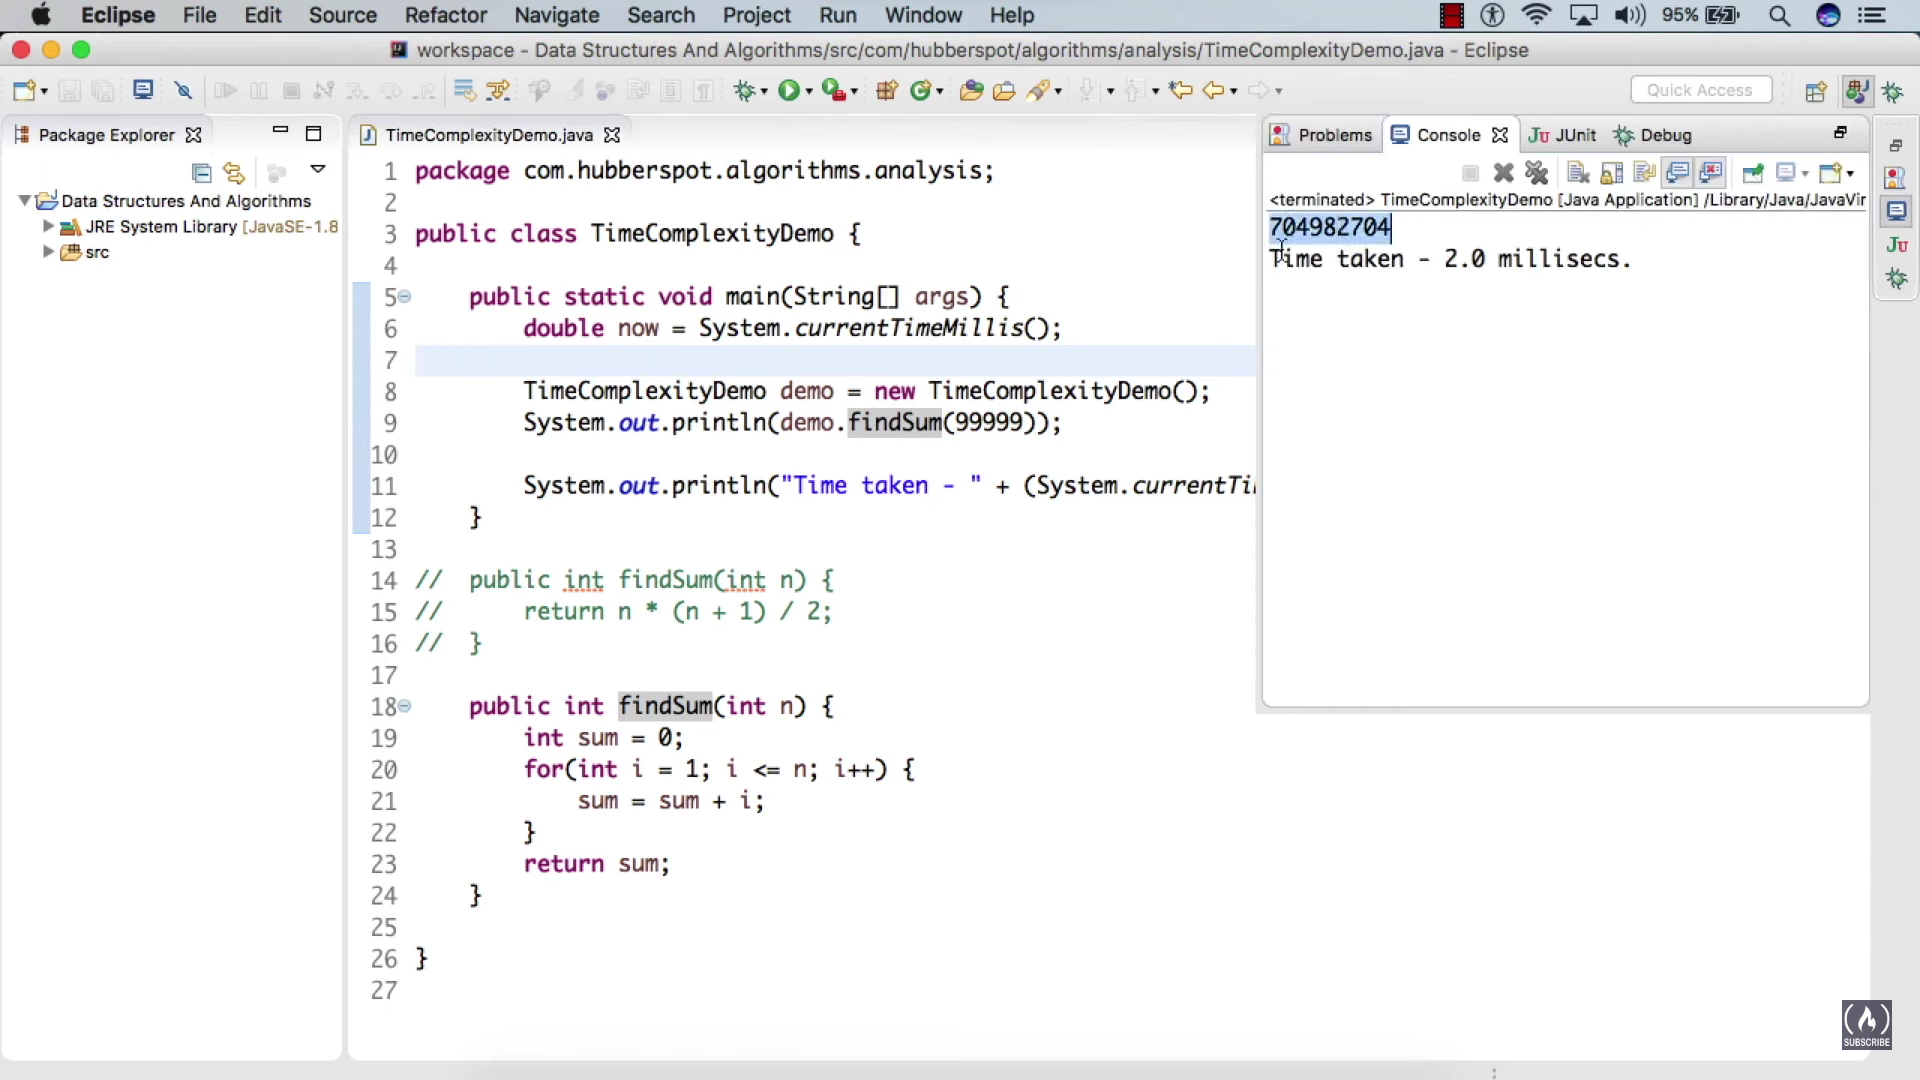 Eclipse File Edit Source Refactor Navigate Search Project Run Window Help 95%
workspace - Data Structures And Algorithms/src/com/hubberspot/algorithms/analysis/TimeComplexityDemo.java - Eclipse
Quick Access
Package Explorer
Data Structures And Algorithms
JRE System Library [JavaSE-1.8
src
TimeComplexityDemo.java
1 package com.hubberspot.algorithms.analysis;
2
3 public class TimeComplexityDemo {
4
5 public static void main(String[] args) {
6 double now = System.currentTimeMillis();
7
8 TimeComplexityDemo demo = new TimeComplexityDemo();
9 System.out.println(demo.findSum(99999));
10
11 System.out.println("Time taken - " + (System.currentTi
12 }
13
14 // public int findSum(int n) {
15 // return n * (n + 1) / 2;
16 // }
17
18 public int findSum(int n) {
19 int sum = 0;
20 for(int i = 1; i <= n; i++) {
21 sum = sum + i;
22 }
23 return sum;
24 }
25
26 }
27
Problems Console JUnit Debug
<terminated> TimeComplexityDemo [Java Application] /Library/Java/JavaVir
704982704
Time taken - 2.0 millisecs.
SUBSCRIBE